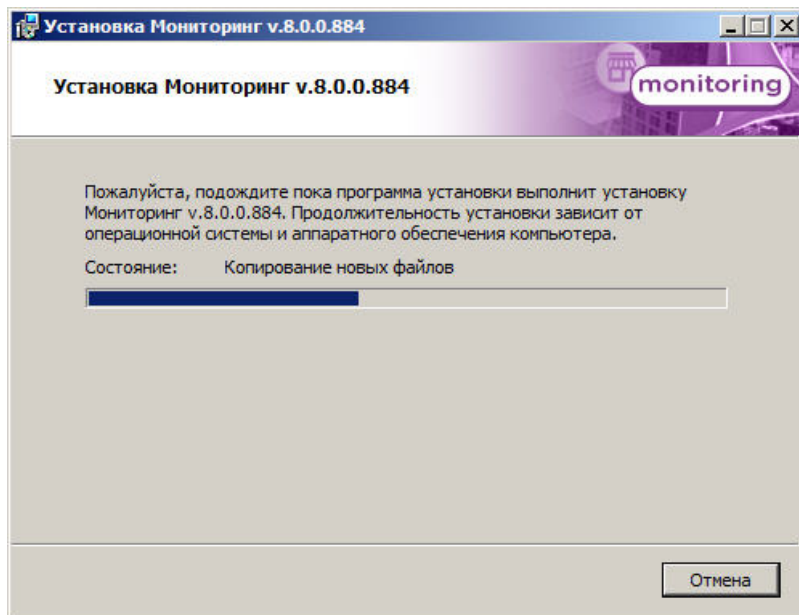 Установка Мониторинг v.8.0.0.884
Установка Мониторинг v.8.0.0.884
monitoring
Пожалуйста, подождите пока программа установки выполнит установку
Мониторинг v.8.0.0.884. Продолжительность установки зависит от
операционной системы и аппаратного обеспечения компьютера.
Состояние: Копирование новых файлов
Отмена